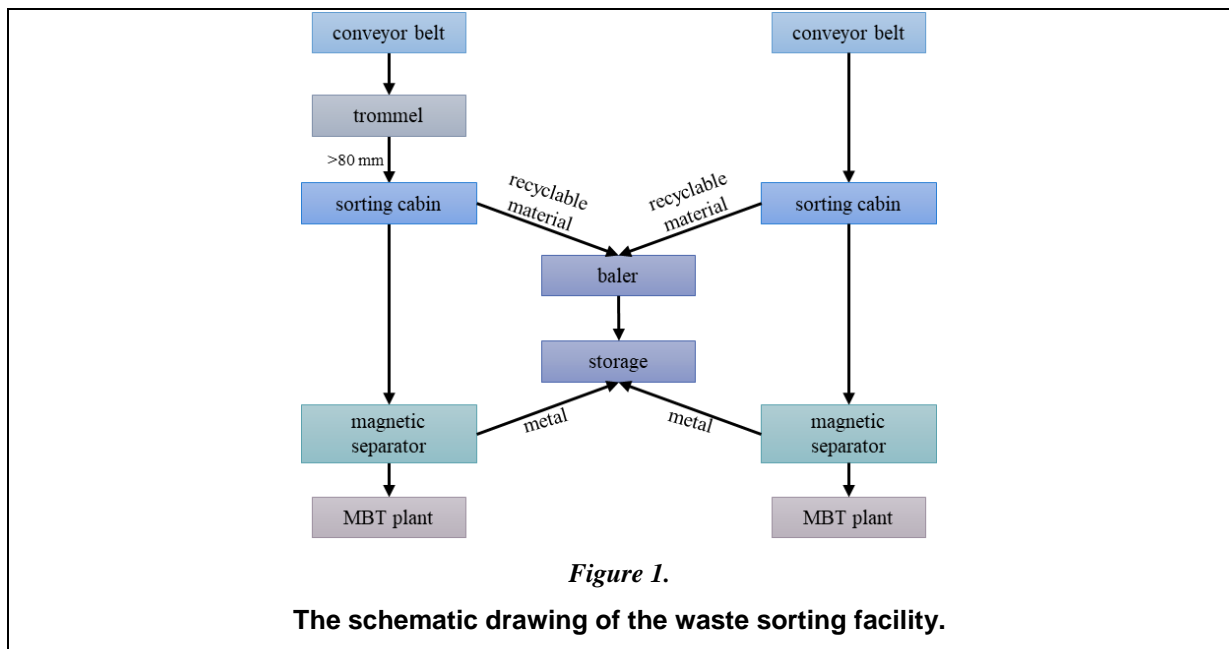 conveyor belt
conveyor belt
trommel
>80 mm
sorting cabin
recyclable
material
recyclable
material
sorting cabin
baler
storage
magnetic
separator
metal
metal
magnetic
separator
MBT plant
MBT plant
Figure 1.
The schematic drawing of the waste sorting facility.